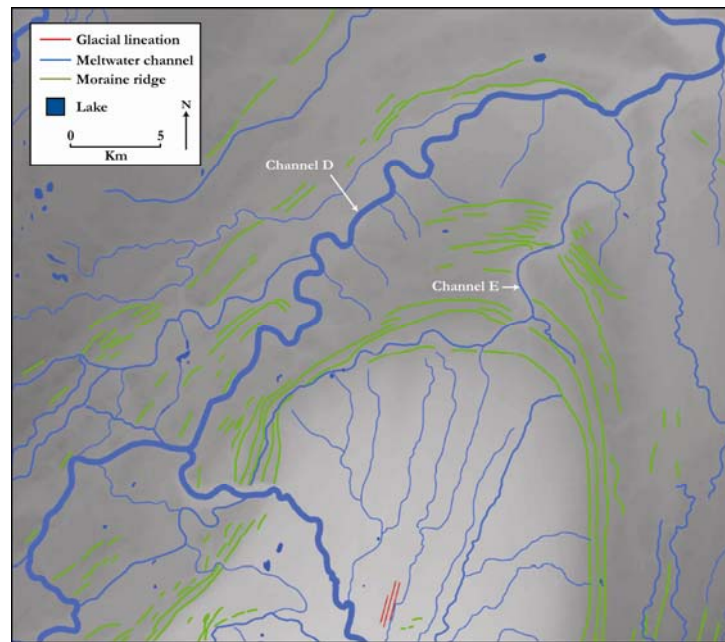 Glacial lineation
Meltwater channel
Moraine ridge
Lake
N
0 5
Km
Channel D
Channel E